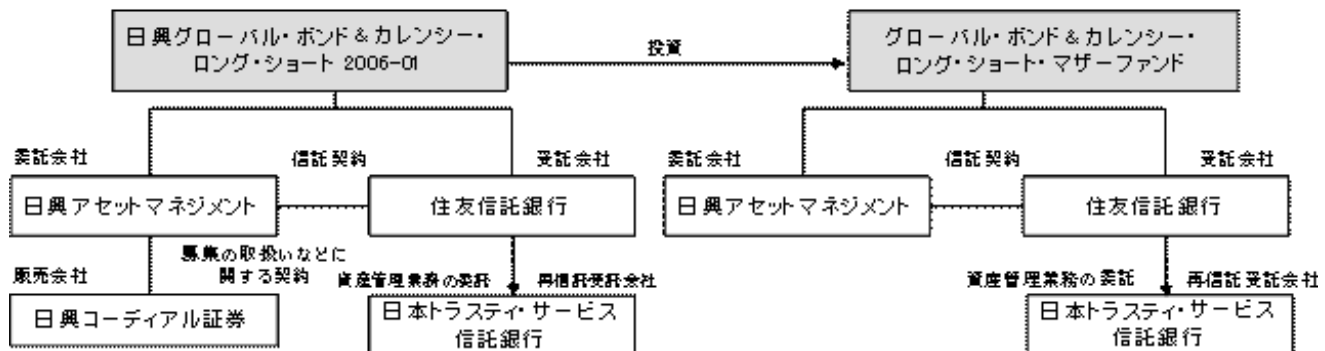 日興グローバル・ボンド＆カレンシー・
ロング・ショート 2006-01
投資
グローバル・ボンド＆カレンシー・
ロング・ショート・マザーファンド
委託会社
信託契約
受託会社
委託会社
信託契約
受託会社
日興アセットマネジメント
住友信託銀行
日興アセットマネジメント
住友信託銀行
募集の取扱いなどに
関する契約
販売会社
資産管理業務の委託
再信託受託会社
資産管理業務の委託
再信託受託会社
日興コーディアル証券
日本トラスティ・サービス
信託銀行
日本トラスティ・サービス
信託銀行